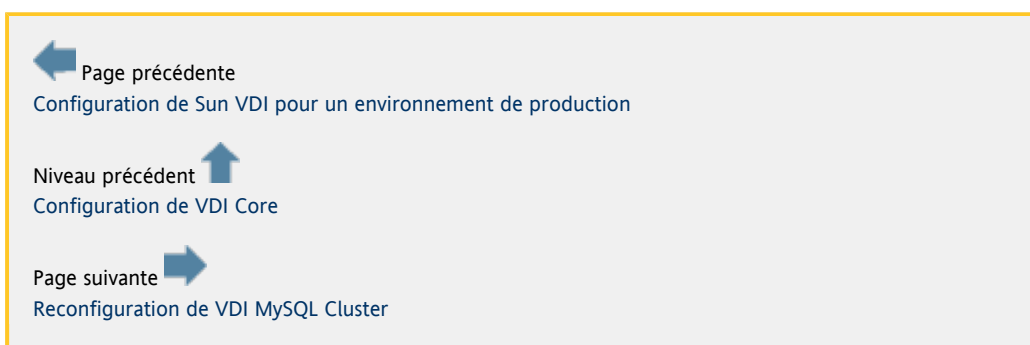 Page précédente
Configuration de Sun VDI pour un environnement de production
Niveau précédent
Configuration de VDI Core
Page suivante
Reconfiguration de VDI MySQL Cluster